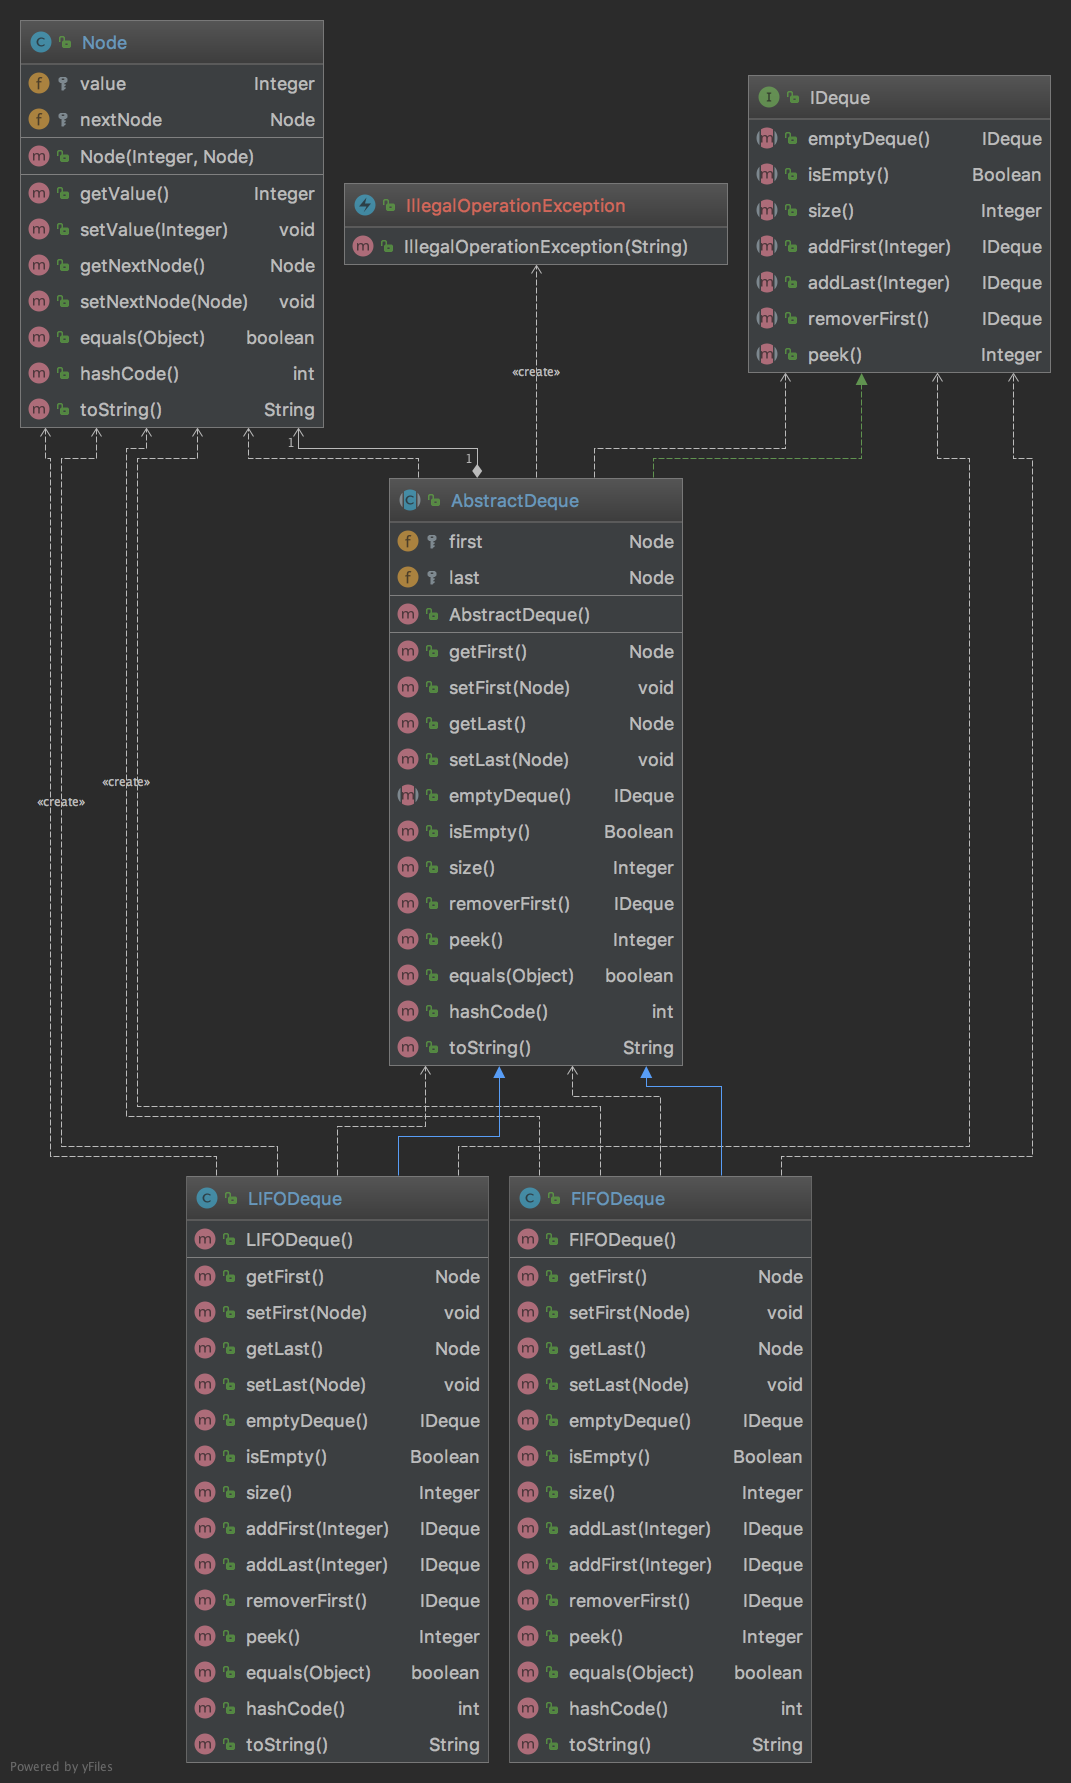 Node
value Integer
nextNode Node
Node(Integer, Node)
getValue() Integer
setValue(Integer) void
getNextNode() Node
setNextNode(Node) void
equals(Object) boolean
hashCode() int
toString() String
IllegalOperationException
IllegalOperationException(String)
IDeque
emptyDeque() IDeque
isEmpty() Boolean
size() Integer
addFirst(Integer) IDeque
addLast(Integer) IDeque
removerFirst() IDeque
peek() Integer
«create»
1
1
AbstractDeque
first Node
last Node
AbstractDeque()
getFirst() Node
setFirst(Node) void
getLast() Node
setLast(Node) void
emptyDeque() IDeque
isEmpty() Boolean
size() Integer
removerFirst() IDeque
peek() Integer
equals(Object) boolean
hashCode() int
toString() String
«create»
«create»
LIFODeque
LIFODeque()
getFirst() Node
setFirst(Node) void
getLast() Node
setLast(Node) void
emptyDeque() IDeque
isEmpty() Boolean
size() Integer
addFirst(Integer) IDeque
addLast(Integer) IDeque
removerFirst() IDeque
peek() Integer
equals(Object) boolean
hashCode() int
toString() String
FIFODeque
FIFODeque()
getFirst() Node
setFirst(Node) void
getLast() Node
setLast(Node) void
emptyDeque() IDeque
isEmpty() Boolean
size() Integer
addLast(Integer) IDeque
addFirst(Integer) IDeque
removerFirst() IDeque
peek() Integer
equals(Object) boolean
hashCode() int
toString() String
Powered by yFiles